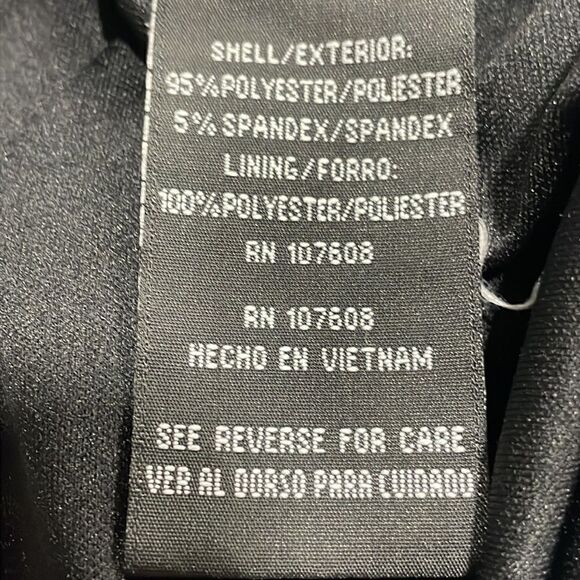 SHELL/EXTERIOR:
95%POLYESTER/POLIESTER
5% SPANDEX/SPANDEX
LINING/FORRO:
100%POLYESTER/POLIESTER
RN 107608
RN 107608
HECHO EN VIETNAM
SEE REVERSE FOR CARE
VER AL DORSO PARA CUIDADO